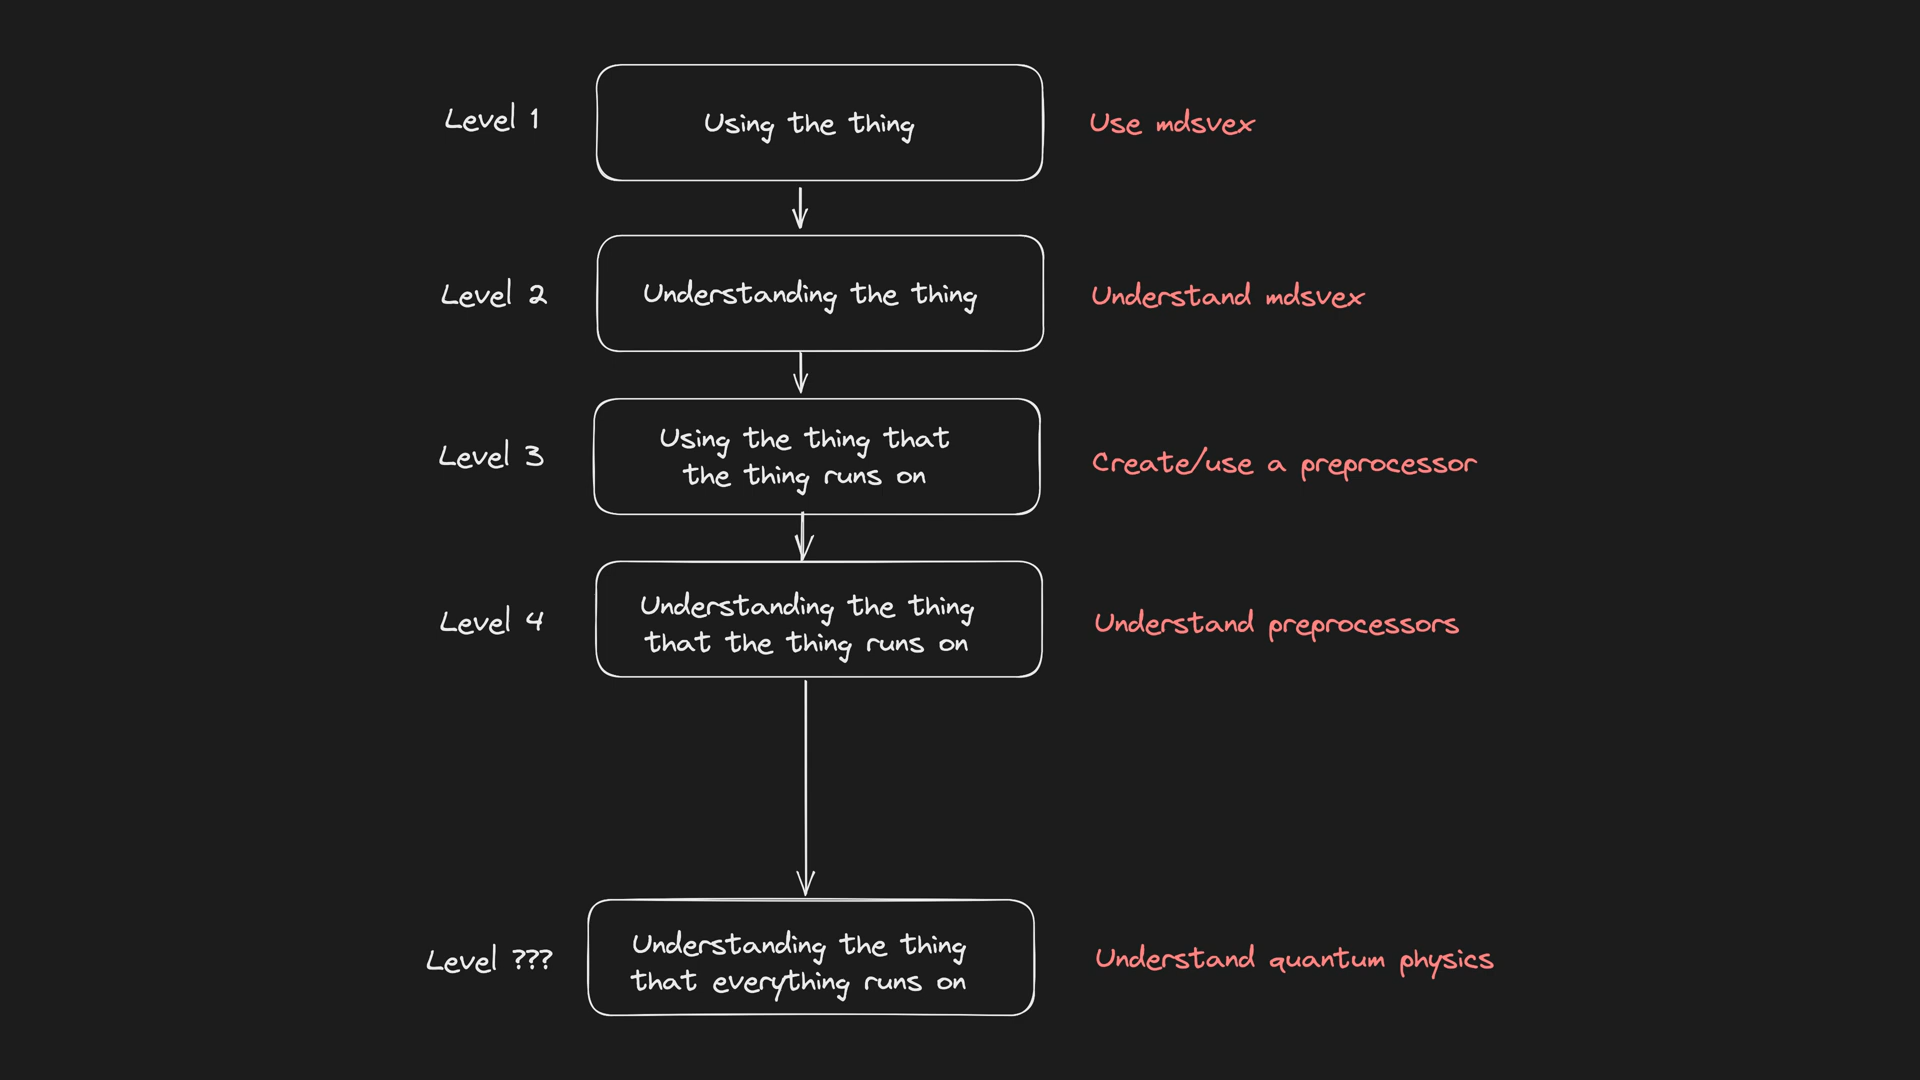 Level 1
Using the thing
Use mdsvex
Level 2
Understanding the thing
Understand mdsvex
Level 3
Using the thing that
the thing runs on
Create/use a preprocessor
Level 4
Understanding the thing
that the thing runs on
Understand preprocessors
Level ???
Understanding the thing
that everything runs on
Understand quantum physics